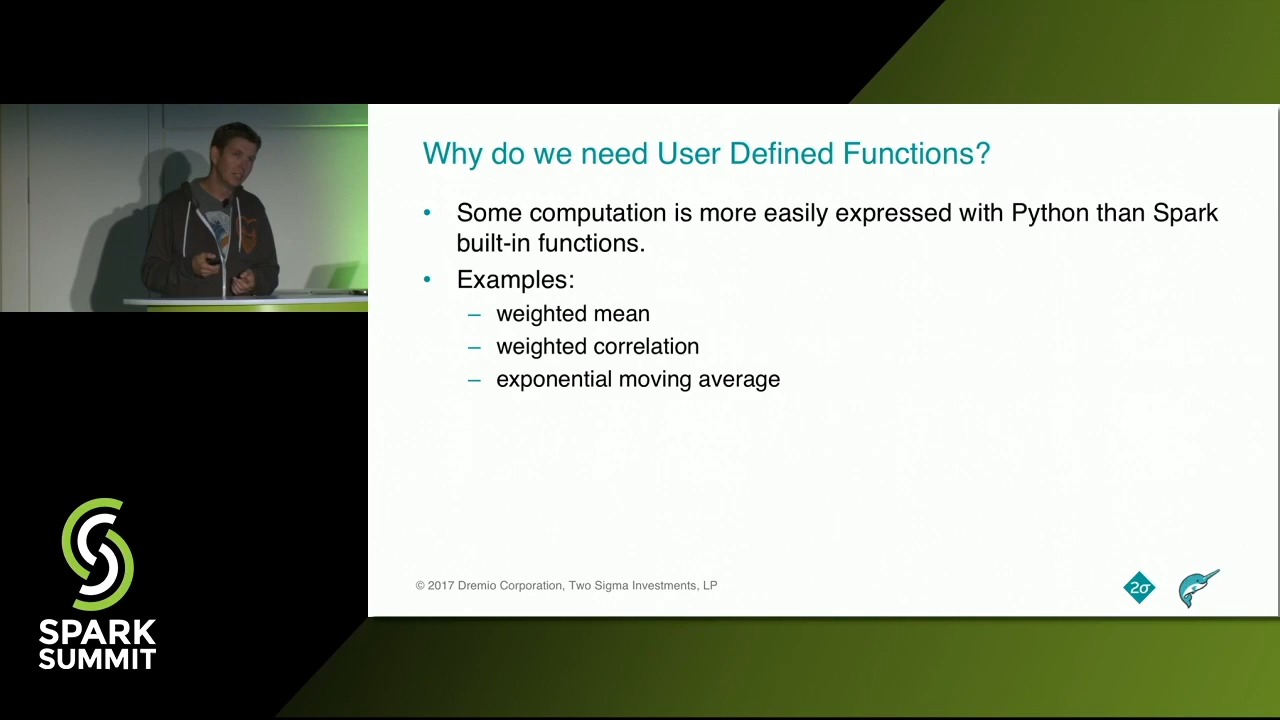 Why do we need User Defined Functions?
• Some computation is more easily expressed with Python than Spark
built-in functions.
• Examples:
– weighted mean
– weighted correlation
– exponential moving average
© 2017 Dremio Corporation, Two Sigma Investments, LP
2σ
SPARK
SUMMIT